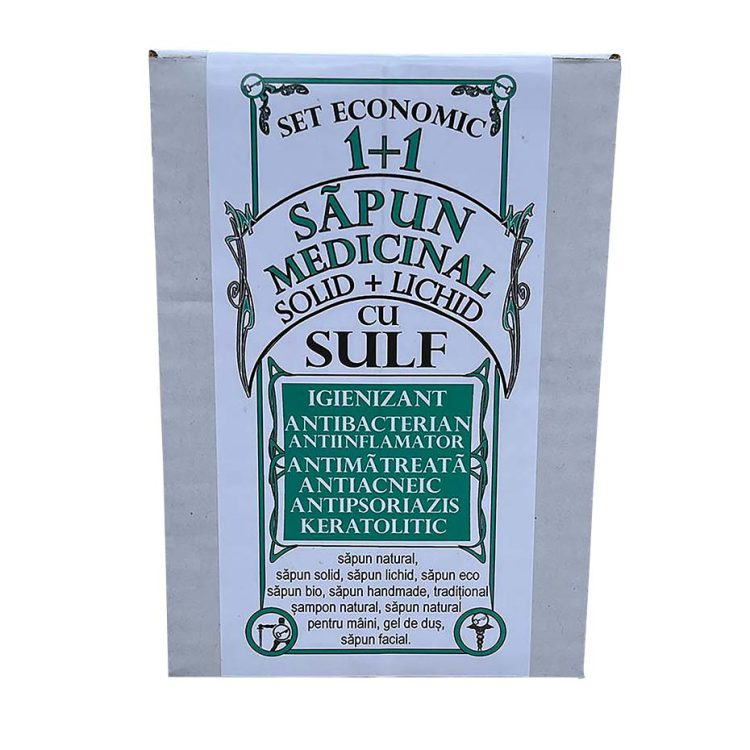 SET ECONOMIC
1+1
SÃPUN
MEDICINAL
SOLID + LICHID
CU
SULF
IGIENIZANT
ANTIBACTERIAN
ANTIINFLAMATOR
ANTIMÃTREATÃ
ANTIACNEIC
ANTIPSORIAZIS
KERATOLITIC
săpun natural,
săpun solid, săpun lichid, săpun eco
săpun bio, săpun handmade, tradițional
șampon natural, săpun natural
pentru mâini, gel de duș,
săpun facial.